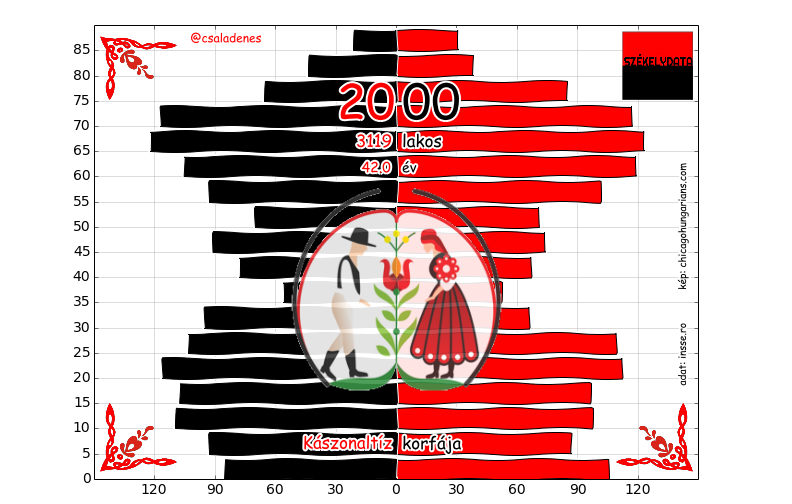 @csaladenes
SZÉKELYDATA
2000
3119 lakos
42.0 év
kép: chicagohungarians.com
adat: insse.ro
Kászonaltíz korfája
85
80
75
70
65
60
55
50
45
40
35
30
25
20
15
10
5
0
120 90 60 30 0 30 60 90 120